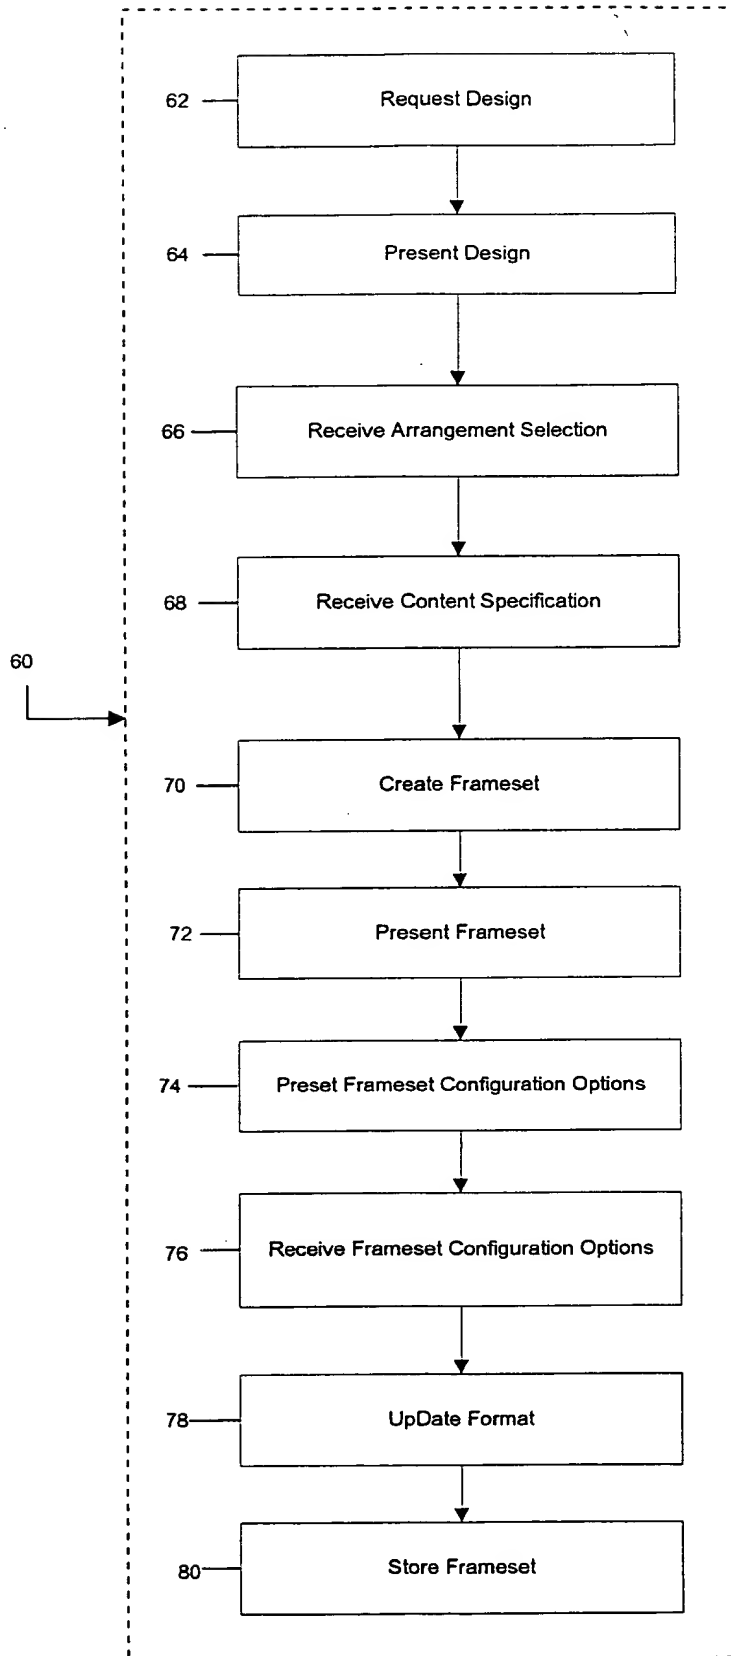 62 Request Design
64 Present Design
66 Receive Arrangement Selection
68 Receive Content Specification
60
70 Create Frameset
72 Present Frameset
74 Preset Frameset Configuration Options
76 Receive Frameset Configuration Options
78 UpDate Format
80 Store Frameset